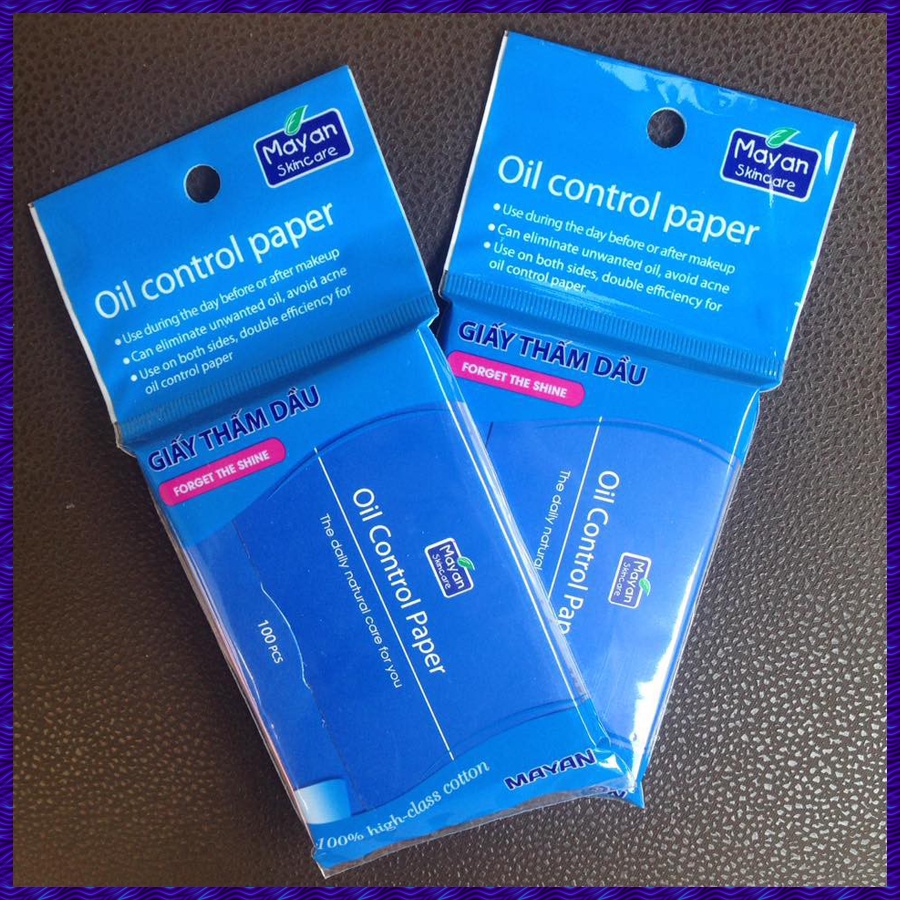 Mayan
Skincare
Oil control paper
• Use during the day before or after makeup
• Can eliminate unwanted oil, avoid acne
• Use on both sides, double efficiency for
oil control paper
GIẤY THẤM DẦU
FORGET THE SHINE
Mayan
Skincare
Oil Control Paper
The daily natural care for you
100 PCS
MAYAN
100% high-class cotton
Mayan
Skincare
Oil control paper
• Use during the day before or after makeup
• Can eliminate unwanted oil, avoid acne
• Use on both sides, double efficiency for
oil control paper
GIẤY THẤM DẦU
FORGET THE SHINE
Mayan
Skincare
Oil Control
The daily natural